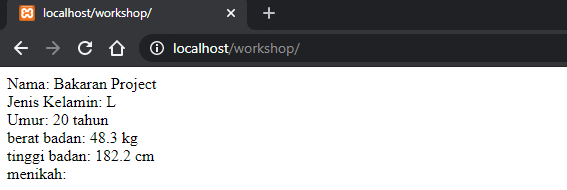 localhost/workshop/
localhost/workshop/
Nama: Bakaran Project
Jenis Kelamin: L
Umur: 20 tahun
berat badan: 48.3 kg
tinggi badan: 182.2 cm
menikah: